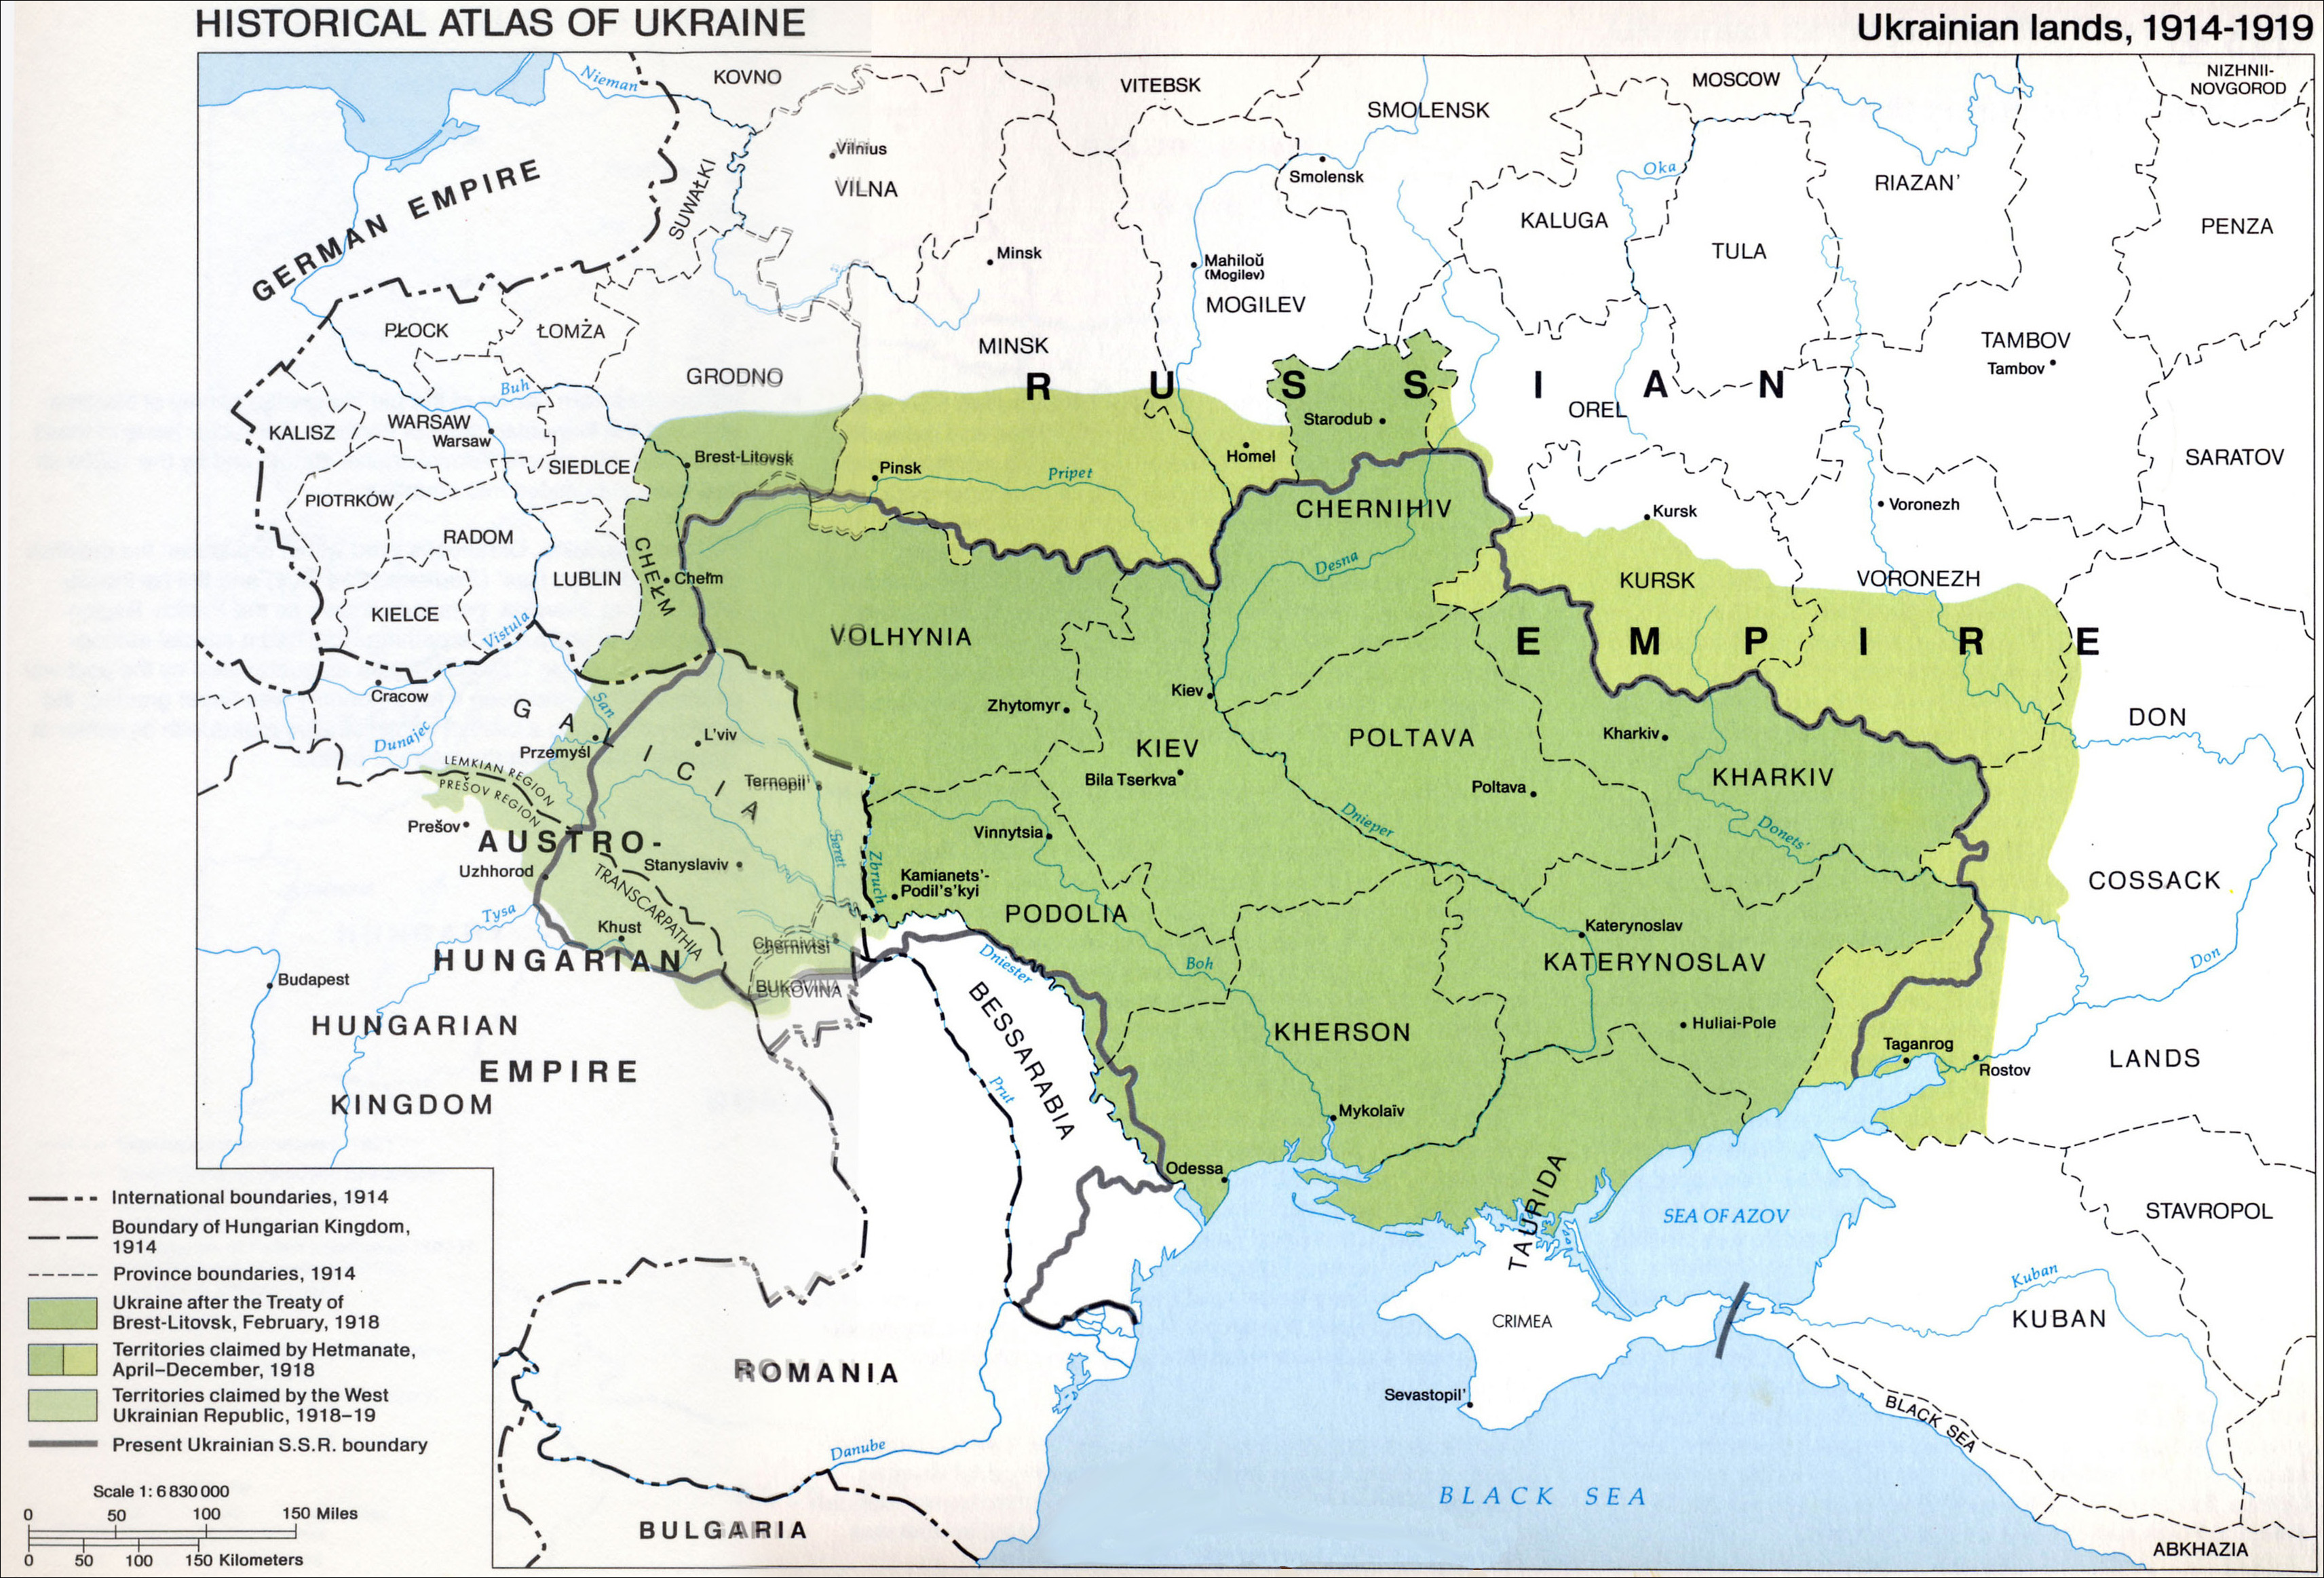 HISTORICAL ATLAS OF UKRAINE
Ukrainian lands, 1914-1919
Nieman
KOVNO
VITEBSK
SMOLENSK
MOSCOW
NIZHNII-
NOVGOROD
Vilnius
VILNA
SUWAŁKI
Smolensk
Oka
RIAZAN'
KALUGA
TULA
PENZA
GERMAN EMPIRE
Minsk
Mahiloŭ
(Mogilev)
MOGILEV
PŁOCK
ŁOMŻA
MINSK
GRODNO
TAMBOV
Tambov
RUSSIAN
Buh
OREL
Starodub
KALISZ
WARSAW
Warsaw
SIEDLCE
Brest-Litovsk
Pinsk
Pripet
Homel
SARATOV
PIOTRKÓW
CHERNIHIV
Kursk
Voronezh
RADOM
LUBLIN
CHEŁM
Chełm
Desna
KURSK
VORONEZH
KIELCE
Vistula
VOLHYNIA
EMPIRE
Cracow
Dunajec
San
GALICIA
L'viv
Przemyśl
Zhytomyr
Kiev
KIEV
Bila Tserkva
POLTAVA
Poltava
Kharkiv
KHARKIV
DON
LEMKIAN REGION
PREŠOV REGION
Ternopil'
Prešov
AUSTRO-
Uzhhorod
Stanyslaviv
Seret
Zbruch
Vinnytsia
Dnieper
Donets'
Kamianets'-
Podil's'kyi
PODOLIA
COSSACK
TRANSCARPATHIA
Tysa
Khust
Chernivtsi
HUNGARIAN
BUKOVINA
Dniester
Boh
Katerynoslav
KATERYNOSLAV
Don
Budapest
HUNGARIAN
BESSARABIA
KHERSON
Huliai-Pole
Taganrog
Rostov
LANDS
EMPIRE
KINGDOM
Prut
Mykolaïv
Odessa
TAURIDA
SEA OF AZOV
STAVROPOL
Kuban
KUBAN
CRIMEA
ROMANIA
Sevastopil'
BLACK SEA
Danube
BLACK SEA
BULGARIA
ABKHAZIA
International boundaries, 1914
Boundary of Hungarian Kingdom,
1914
Province boundaries, 1914
Ukraine after the Treaty of
Brest-Litovsk, February, 1918
Territories claimed by Hetmanate,
April–December, 1918
Territories claimed by the West
Ukrainian Republic, 1918–19
Present Ukrainian S.S.R. boundary
Scale 1: 6 830 000
0 50 100 150 Miles
0 50 100 150 Kilometers